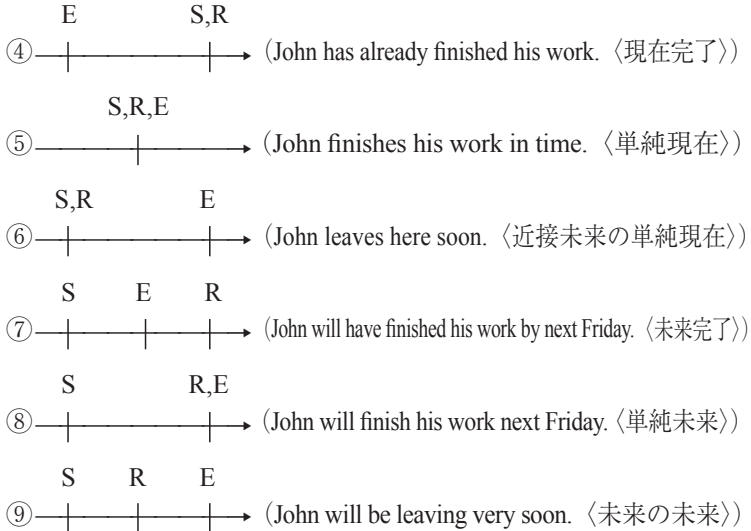 E S,R
④ (John has already finished his work.〈現在完了〉)
S,R,E
⑤ (John finishes his work in time.〈単純現在〉)
S,R E
⑥ (John leaves here soon.〈近接未来の単純現在〉)
S E R
⑦ (John will have finished his work by next Friday.〈未来完了〉)
S R,E
⑧ (John will finish his work next Friday.〈単純未来〉)
S R E
⑨ (John will be leaving very soon.〈未来の未来〉)